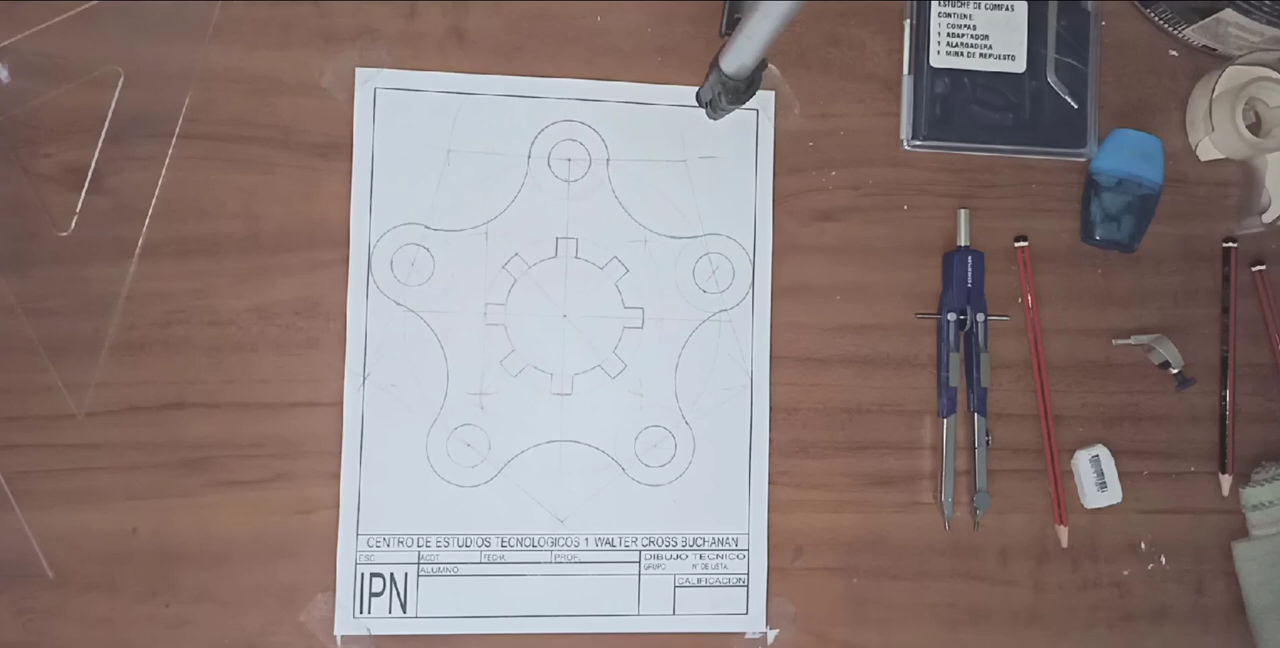 ESTUCHE DE COMPAS
CONTIENE:
1 COMPAS
1 ADAPTADOR
1 ALARGADERA
1 MINA DE REPUESTO
CENTRO DE ESTUDIOS TECNOLOGICOS 1 WALTER CROSS BUCHANAN
ESC. ACOT. FECHA. PROF. DIBUJO TECNICO
ALUMNO: GRUPO: Nº DE LISTA.
IPN
CALIFICACION